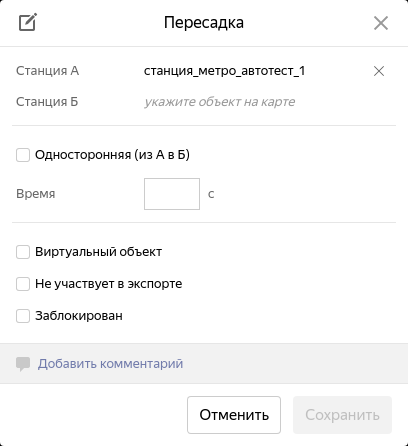 Пересадка
Станция А станция_метро_автотест_1
Станция Б укажите объект на карте
Односторонняя (из А в Б)
Время с
Виртуальный объект
Не участвует в экспорте
Заблокирован
Добавить комментарий
Отменить Сохранить